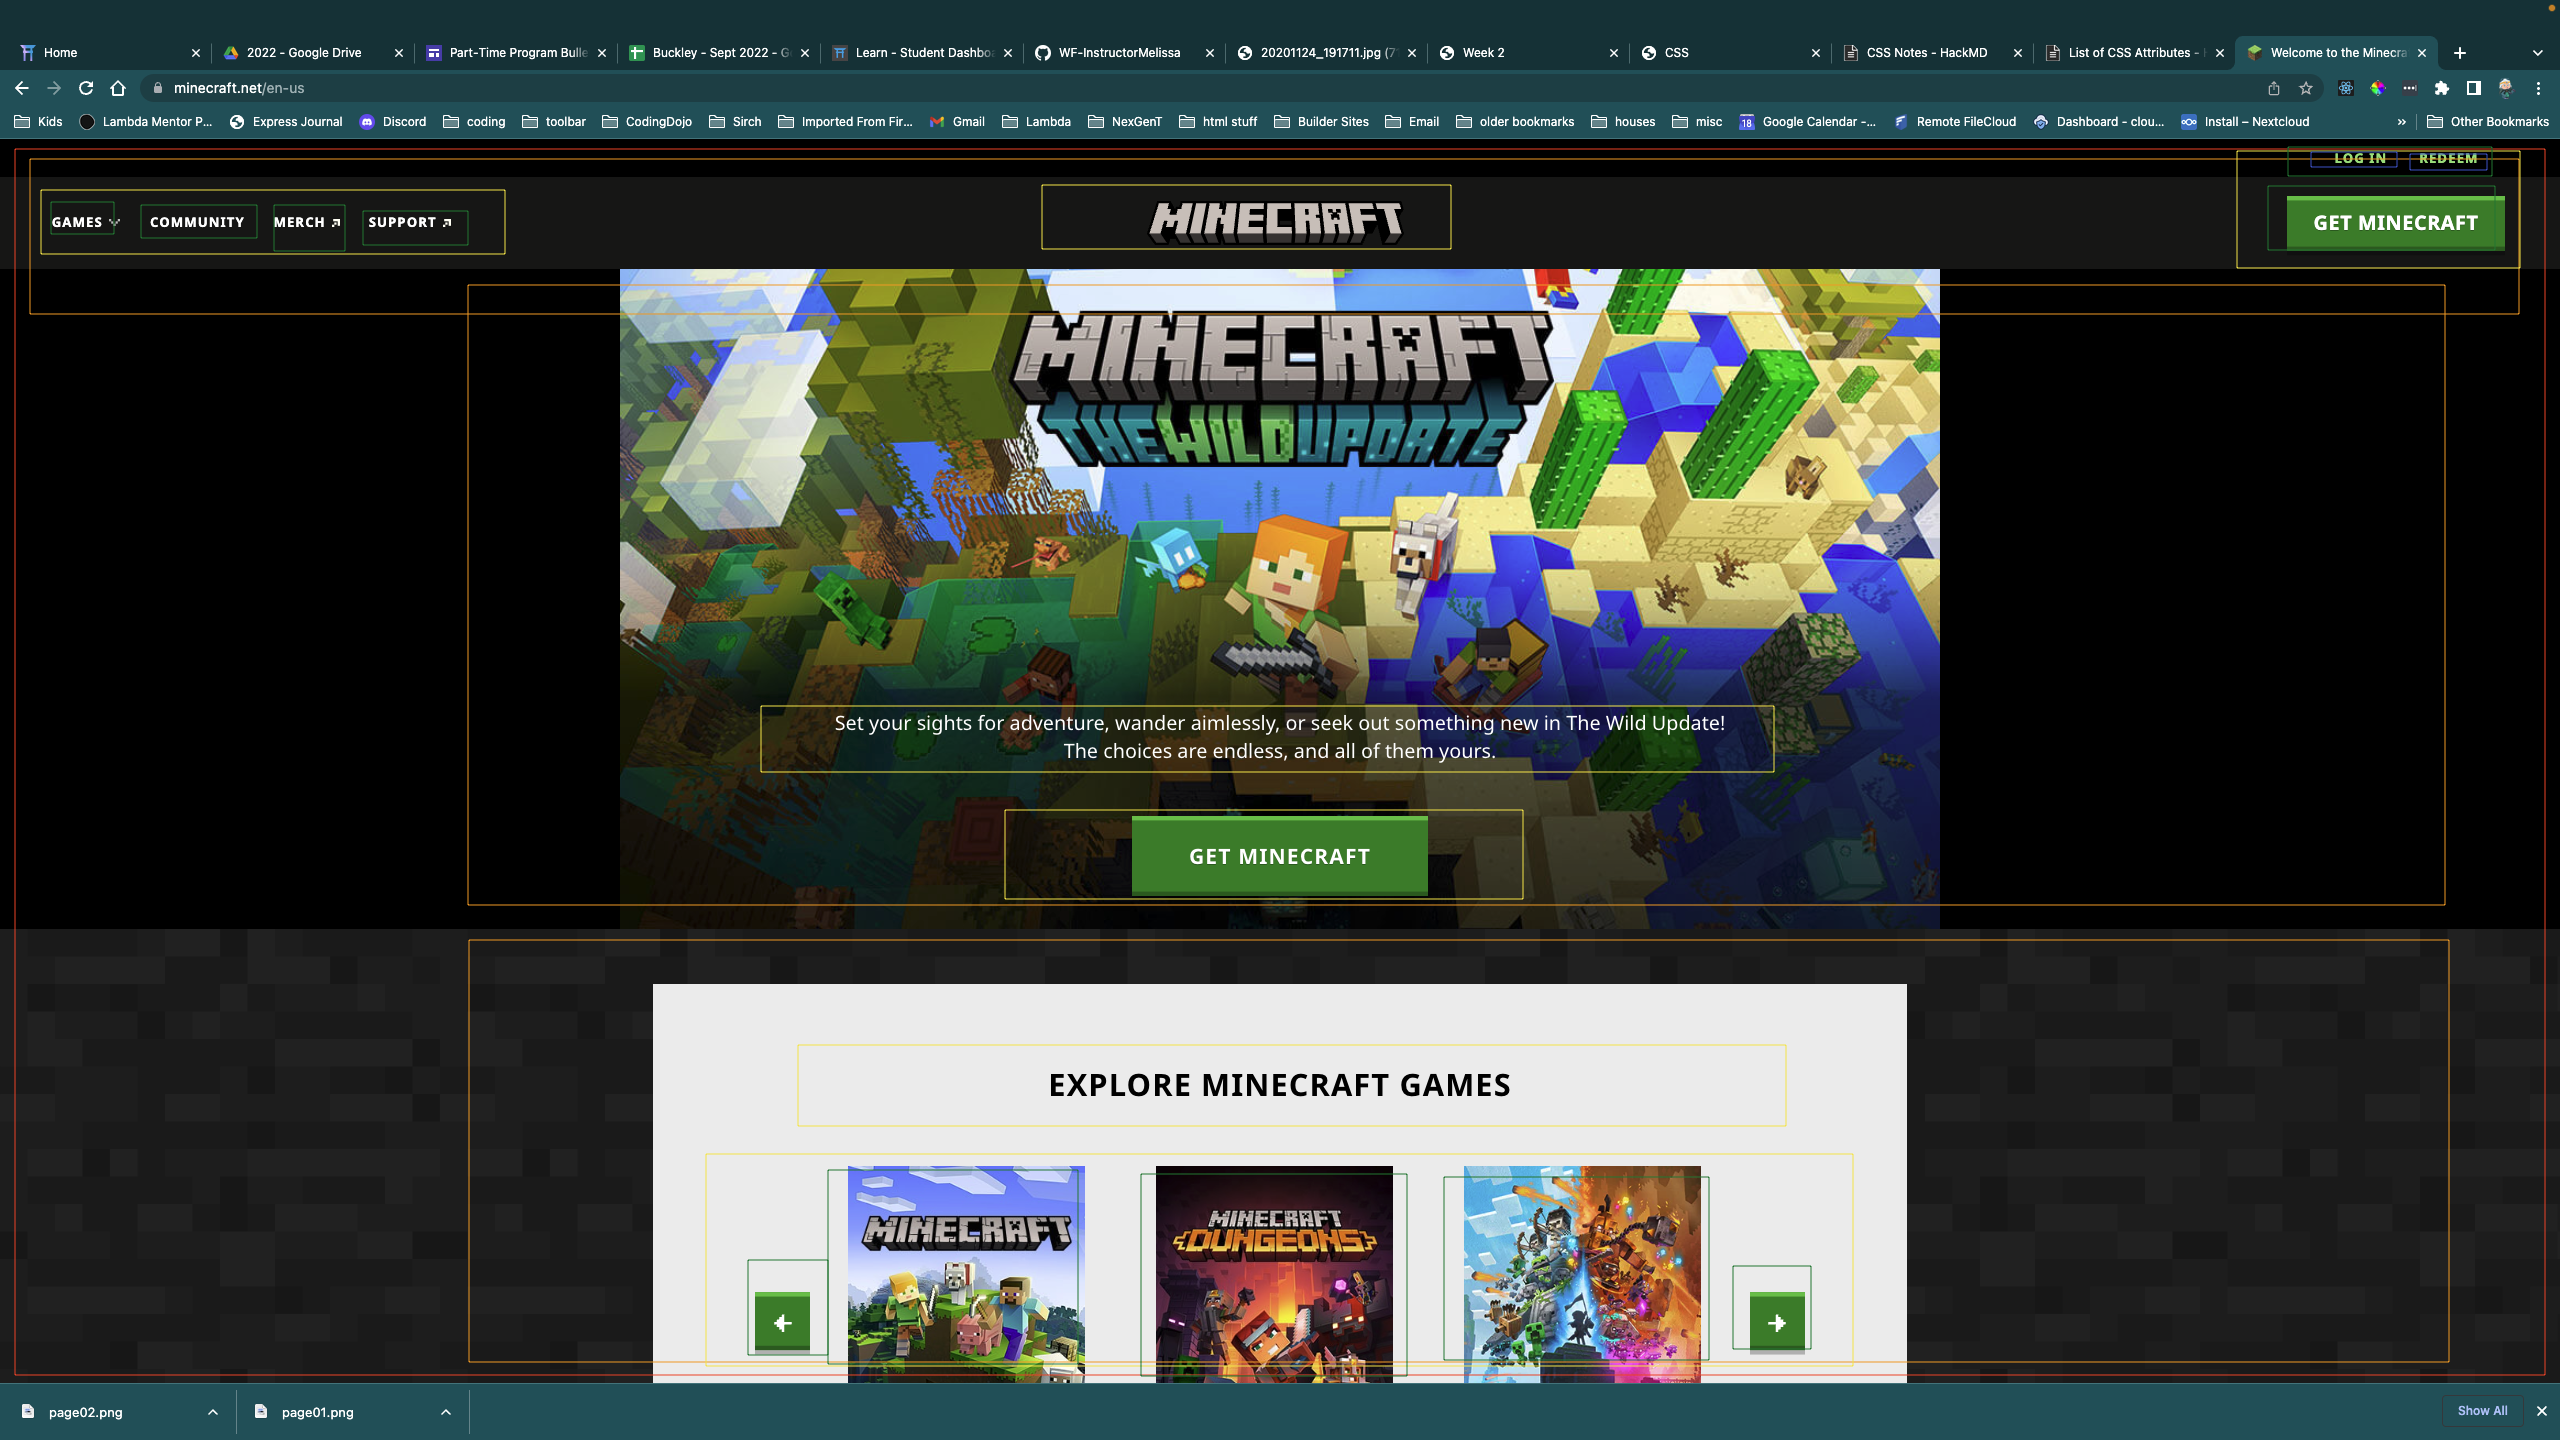 Home
2022 - Google Drive
Part-Time Program Bulle
Buckley - Sept 2022 - G
Learn - Student Dashbo
WF-InstructorMelissa
20201124_191711.jpg (7
Week 2
CSS
CSS Notes - HackMD
List of CSS Attributes -
Welcome to the Minecra
minecraft.net/en-us
Kids
Lambda Mentor P...
Express Journal
Discord
coding
toolbar
CodingDojo
Sirch
Imported From Fir...
Gmail
Lambda
NexGenT
html stuff
Builder Sites
Email
older bookmarks
houses
misc
18
Google Calendar -...
Remote FileCloud
Dashboard - clou...
Install – Nextcloud
»
Other Bookmarks
LOG IN
REDEEM
GAMES
COMMUNITY
MERCH
SUPPORT
MINECRAFT
GET MINECRAFT
MINECRAFT
THE WILD UPDATE
Set your sights for adventure, wander aimlessly, or seek out something new in The Wild Update!
The choices are endless, and all of them yours.
GET MINECRAFT
EXPLORE MINECRAFT GAMES
MINECRAFT
MINECRAFT
DUNGEONS
page02.png
page01.png
Show All